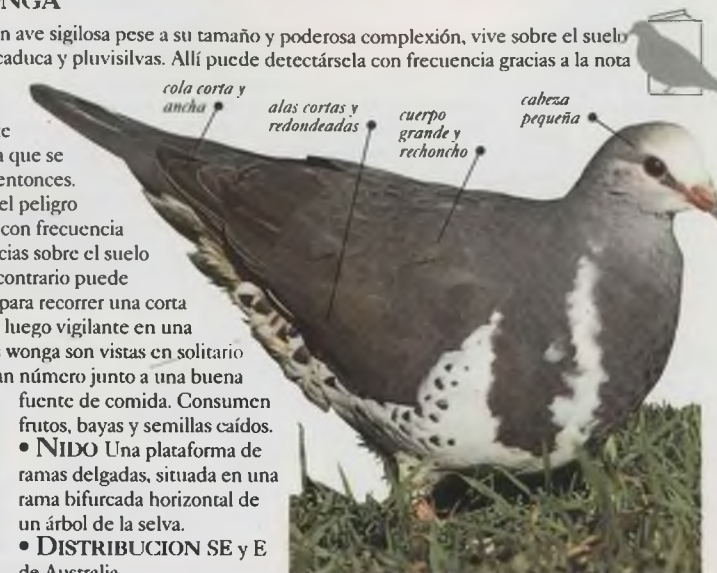 NGA
n ave sigilosa pese a su tamaño y poderosa complexión, vive sobre el suelo
caduca y pluvisilvas. Allí puede detectársela con frecuencia gracias a la nota
cola corta y
ancha
alas cortas y
redondeadas
cuerpo
grande y
rechoncho
cabeza
pequeña
te
a que se
entonces.
el peligro
con frecuencia
cias sobre el suelo
contrario puede
para recorrer una corta
luego vigilante en una
s wonga son vistas en solitario
an número junto a una buena
fuente de comida. Consumen
frutos, bayas y semillas caídos.
• NIDO Una plataforma de
ramas delgadas, situada en una
rama bifurcada horizontal de
un árbol de la selva.
• DISTRIBUCION SE y E
de Australia